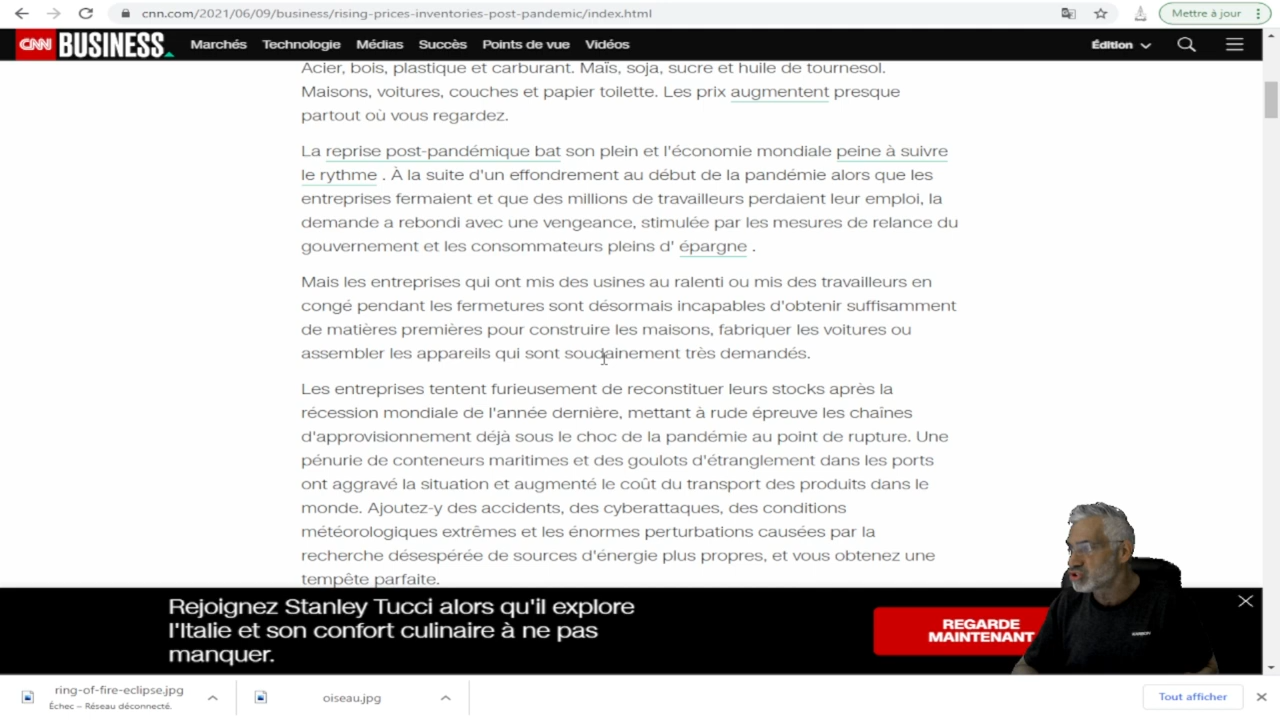 cnn.com/2021/06/09/business/rising-prices-inventories-post-pandemic/index.html
Mettre à jour
CNN BUSINESS
Marchés Technologie Médias Succès Points de vue Vidéos
Édition
Acier, bois, plastique et carburant. Maïs, soja, sucre et huile de tournesol.
Maisons, voitures, couches et papier toilette. Les prix augmentent presque
partout où vous regardez.
La reprise post-pandémique bat son plein et l'économie mondiale peine à suivre
le rythme . À la suite d'un effondrement au début de la pandémie alors que les
entreprises fermaient et que des millions de travailleurs perdaient leur emploi, la
demande a rebondi avec une vengeance, stimulée par les mesures de relance du
gouvernement et les consommateurs pleins d' épargne .
Mais les entreprises qui ont mis des usines au ralenti ou mis des travailleurs en
congé pendant les fermetures sont désormais incapables d'obtenir suffisamment
de matières premières pour construire les maisons, fabriquer les voitures ou
assembler les appareils qui sont soudainement très demandés.
Les entreprises tentent furieusement de reconstituer leurs stocks après la
récession mondiale de l'année dernière, mettant à rude épreuve les chaînes
d'approvisionnement déjà sous le choc de la pandémie au point de rupture. Une
pénurie de conteneurs maritimes et des goulots d'étranglement dans les ports
ont aggravé la situation et augmenté le coût du transport des produits dans le
monde. Ajoutez-y des accidents, des cyberattaques, des conditions
météorologiques extrêmes et les énormes perturbations causées par la
recherche désespérée de sources d'énergie plus propres, et vous obtenez une
tempête parfaite.
Rejoignez Stanley Tucci alors qu'il explore
l'Italie et son confort culinaire à ne pas
manquer.
REGARDE
MAINTENANT
ring-of-fire-eclipse.jpg
Échec – Réseau déconnecté.
oiseau.jpg
Tout afficher